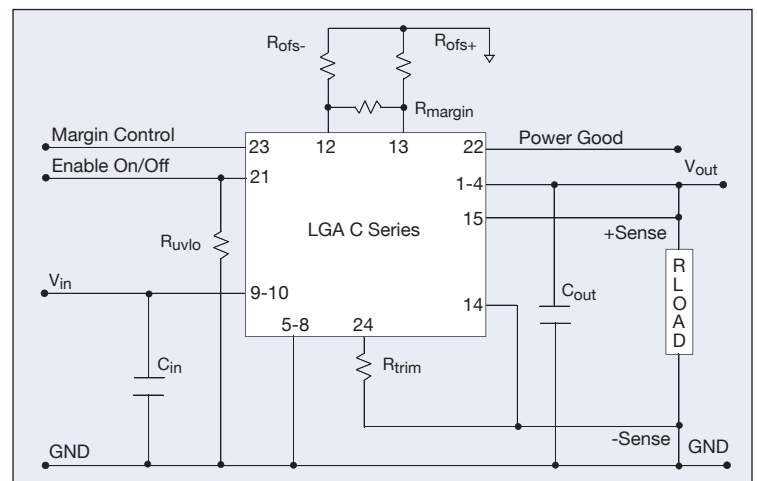 Rofs-
Rofs+
Rmargin
Margin Control
23
12
13
22
Power Good
Enable On/Off
21
1-4
Vout
15
+Sense
Ruvlo
LGA C Series
Vin
9-10
14
Cout
RLOAD
5-8
24
Cin
Rtrim
-Sense
GND
GND